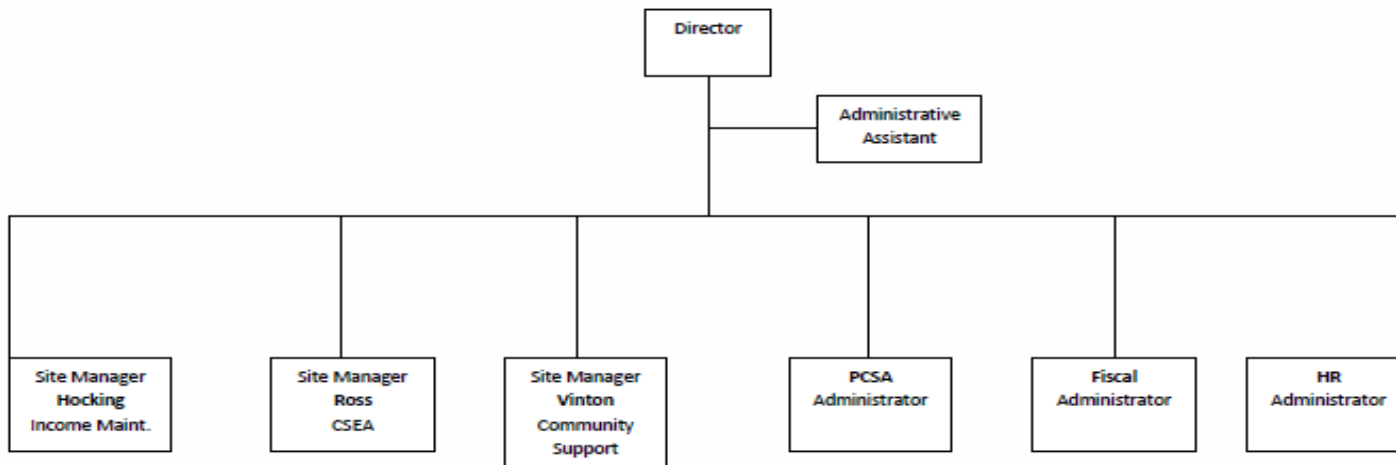 Director
Administrative
Assistant
Site Manager
Hocking
Income Maint.
Site Manager
Ross
CSEA
Site Manager
Vinton
Community
Support
PCSA
Administrator
Fiscal
Administrator
HR
Administrator